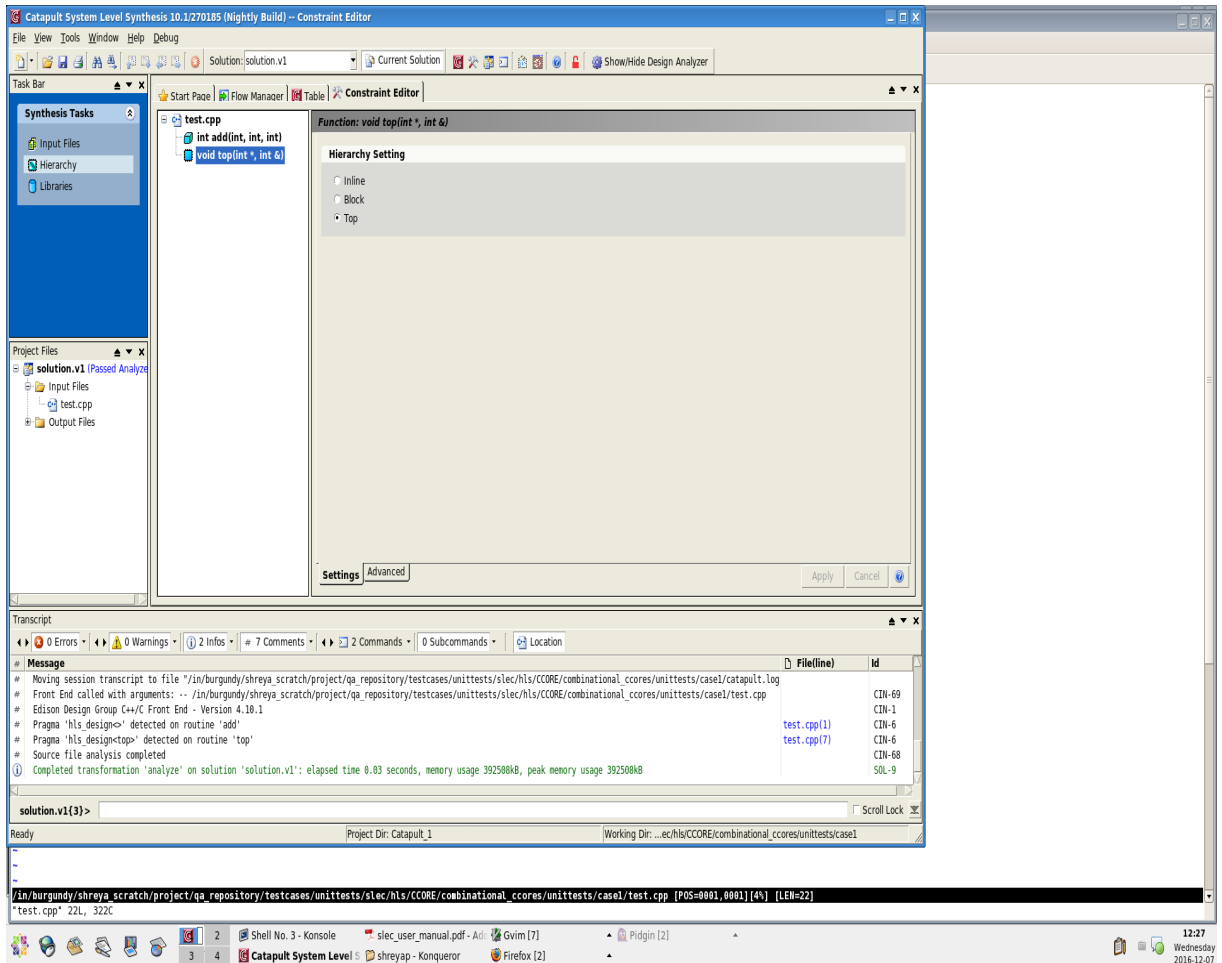 Catapult System Level Synthesis 10.1/270185 (Nightly Build) -- Constraint Editor
File View Tools Window Help Debug
Solution: solution.v1 Current Solution Show/Hide Design Analyzer
Task Bar
Start Page Flow Manager Table Constraint Editor
Synthesis Tasks
Input Files
Hierarchy
Libraries
test.cpp
int add(int, int, int)
void top(int *, int &)
Function: void top(int *, int &)
Hierarchy Setting
Inline
Block
Top
Project Files
solution.v1 (Passed Analyze
Input Files
test.cpp
Output Files
Settings Advanced
Apply Cancel
Transcript
0 Errors 0 Warnings 2 Infos # 7 Comments 2 Commands 0 Subcommands Location
# Message File(line) Id
# Moving session transcript to file "/in/burgundy/shreya_scratch/project/qa_repository/testcases/unittests/slec/hls/CCORE/combinational_ccores/unittests/case1/catapult.log
# Front End called with arguments: -- /in/burgundy/shreya_scratch/project/qa_repository/testcases/unittests/slec/hls/CCORE/combinational_ccores/unittests/case1/test.cpp CIN-69
# Edison Design Group C++/C Front End - Version 4.10.1 CIN-1
# Pragma 'hls_design<>' detected on routine 'add' test.cpp(1) CIN-6
# Pragma 'hls_design<top>' detected on routine 'top' test.cpp(7) CIN-6
# Source file analysis completed CIN-68
Completed transformation 'analyze' on solution 'solution.v1': elapsed time 0.03 seconds, memory usage 392508kB, peak memory usage 392508kB SOL-9
solution.v1{3}> Scroll Lock
Ready Project Dir: Catapult_1 Working Dir: ...ec/hls/CCORE/combinational_ccores/unittests/case1
~
~
~
/in/burgundy/shreya_scratch/project/qa_repository/testcases/unittests/slec/hls/CCORE/combinational_ccores/unittests/case1/test.cpp [POS=0001,0001][4%] [LEN=22]
"test.cpp" 22L, 322C
2 Shell No. 3 - Konsole slec_user_manual.pdf - Ad Gvim [7] Pidgin [2]
3 4 Catapult System Level S shreyap - Konqueror Firefox [2]
12:27
Wednesday
2016-12-07